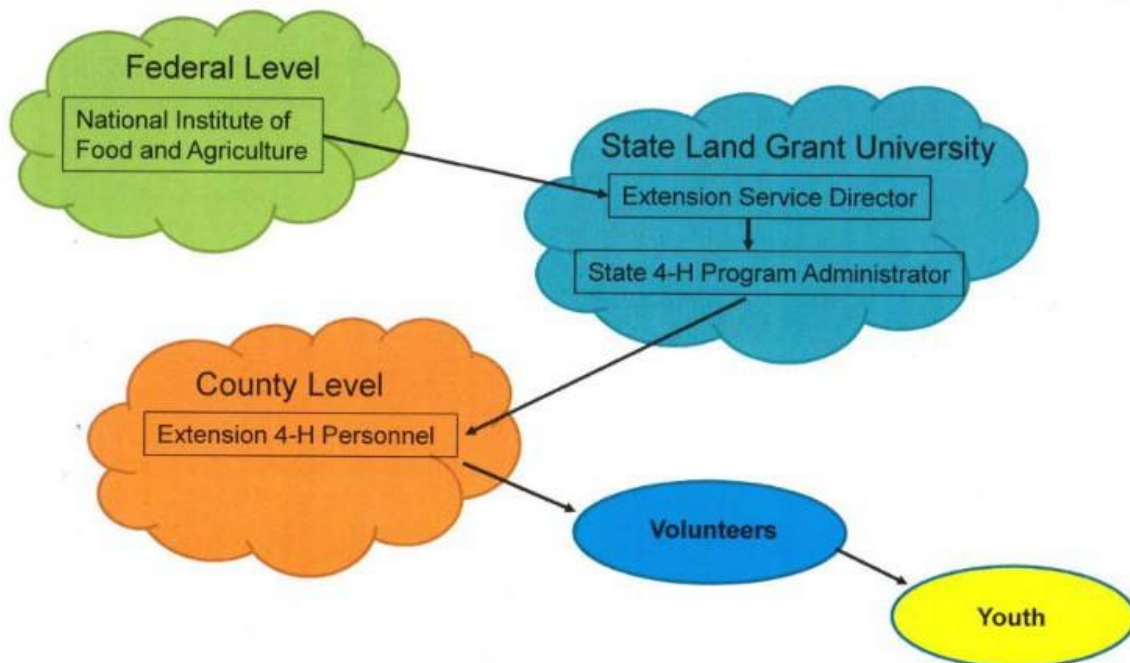 Federal Level
National Institute of
Food and Agriculture
State Land Grant University
Extension Service Director
State 4-H Program Administrator
County Level
Extension 4-H Personnel
Volunteers
Youth